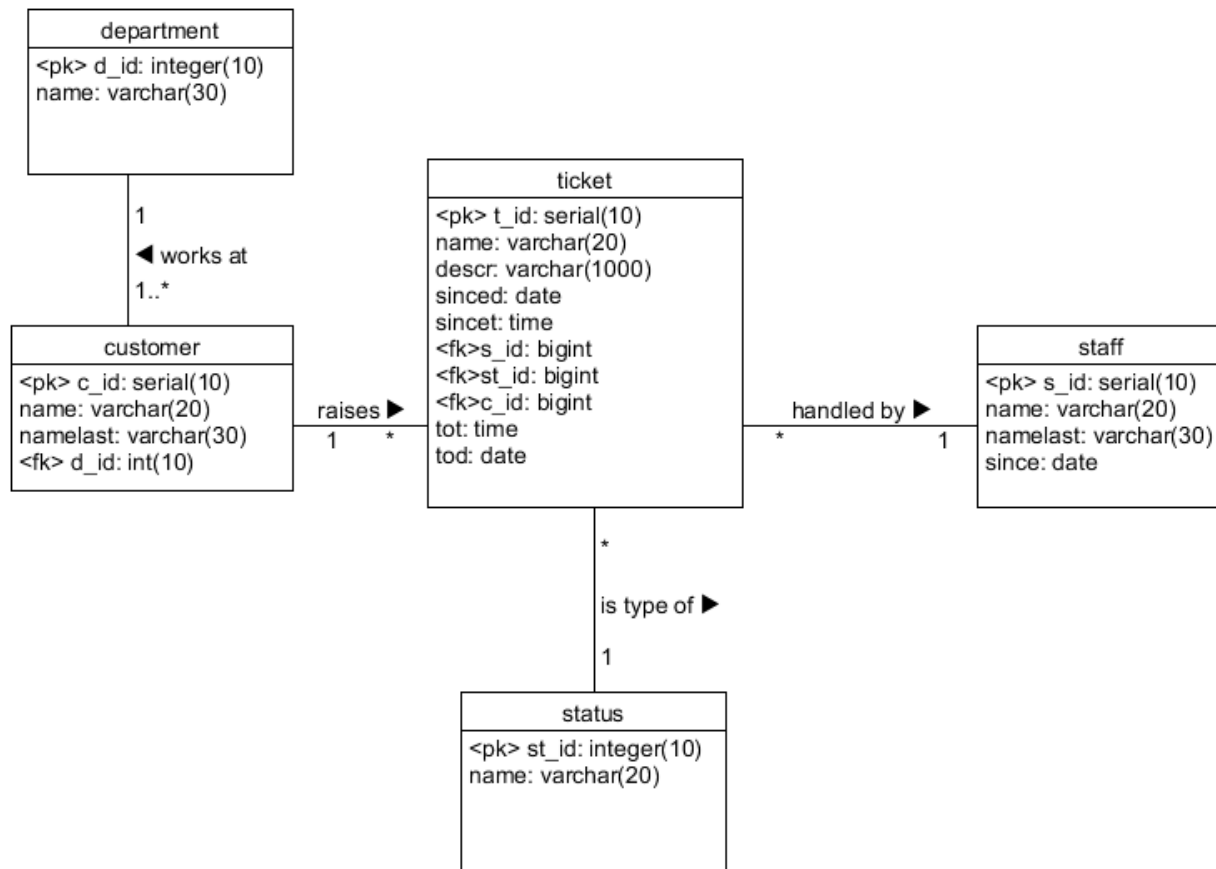 department
<pk> d_id: integer(10)
name: varchar(30)
1
◀ works at
1..*
customer
<pk> c_id: serial(10)
name: varchar(20)
namelast: varchar(30)
<fk> d_id: int(10)
raises ▶
1 *
ticket
<pk> t_id: serial(10)
name: varchar(20)
descr: varchar(1000)
sinced: date
sincet: time
<fk>s_id: bigint
<fk>st_id: bigint
<fk>c_id: bigint
tot: time
tod: date
handled by ▶
* 1
staff
<pk> s_id: serial(10)
name: varchar(20)
namelast: varchar(30)
since: date
*
is type of ▶
1
status
<pk> st_id: integer(10)
name: varchar(20)